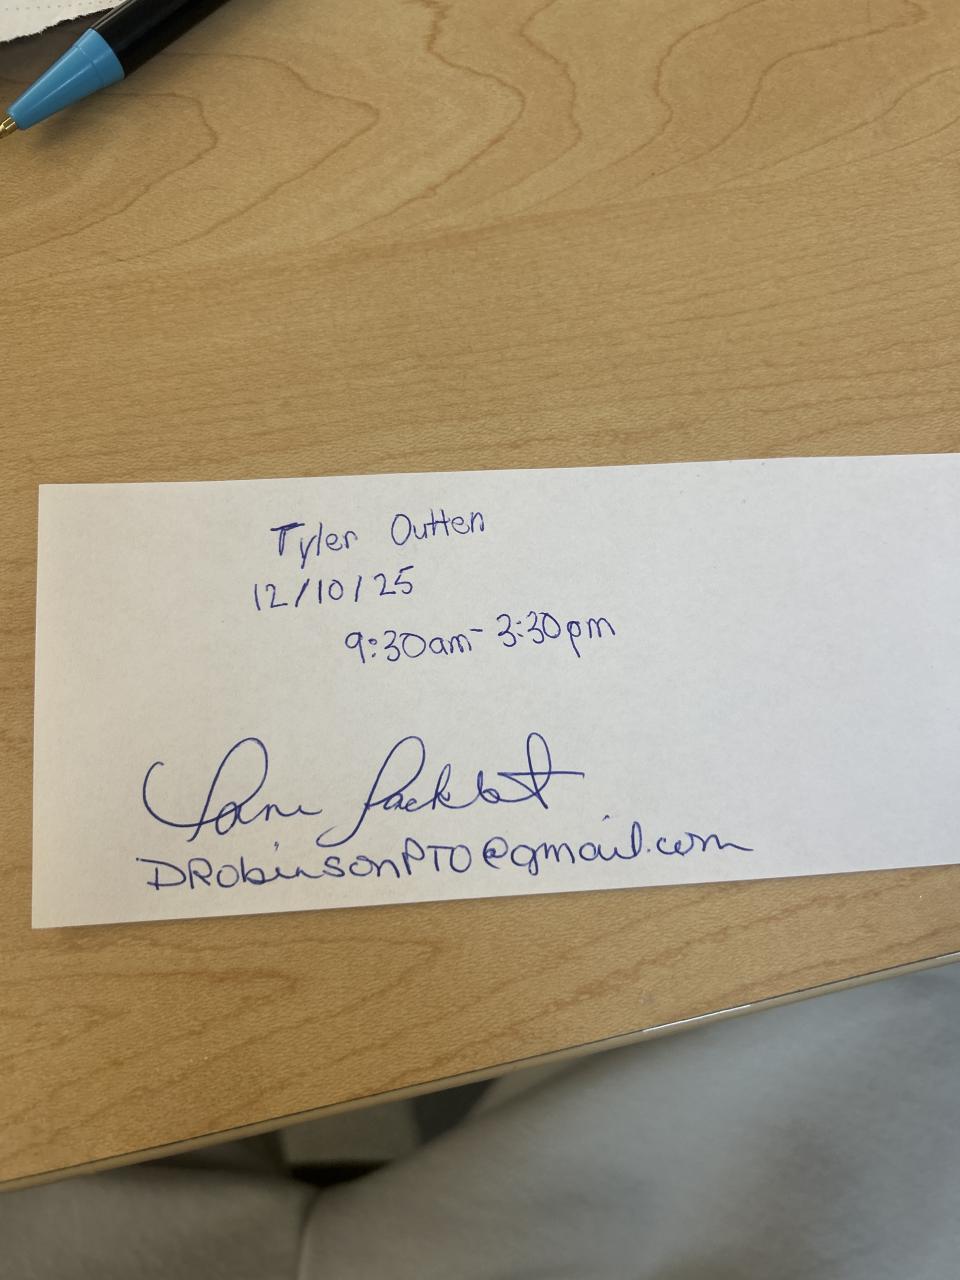 Tyler Outten
12/10/25
9:30am - 3:30pm
DRobinsonPTO@gmail.com